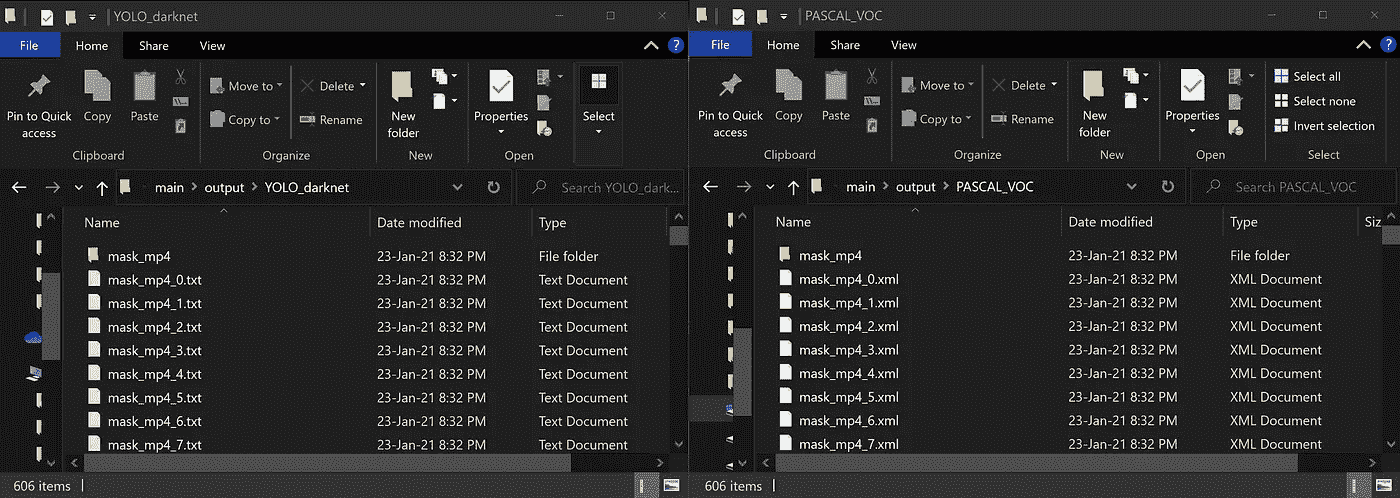 YOLO_darknet
File Home Share View
Pin to Quick access
Copy
Paste
Clipboard
Move to
Copy to
Delete
Rename
Organize
New folder
New
Properties
Open
Select
main output YOLO_darknet
Search YOLO_dark...
Name Date modified Type
mask_mp4 23-Jan-21 8:32 PM File folder
mask_mp4_0.txt 23-Jan-21 8:32 PM Text Document
mask_mp4_1.txt 23-Jan-21 8:32 PM Text Document
mask_mp4_2.txt 23-Jan-21 8:32 PM Text Document
mask_mp4_3.txt 23-Jan-21 8:32 PM Text Document
mask_mp4_4.txt 23-Jan-21 8:32 PM Text Document
mask_mp4_5.txt 23-Jan-21 8:32 PM Text Document
mask_mp4_6.txt 23-Jan-21 8:32 PM Text Document
mask_mp4_7.txt 23-Jan-21 8:32 PM Text Document
606 items
PASCAL_VOC
File Home Share View
Pin to Quick access
Copy
Paste
Clipboard
Move to
Copy to
Delete
Rename
Organize
New folder
New
Properties
Open
Select all
Select none
Invert selection
Select
main output PASCAL_VOC
Search PASCAL_VOC
Name Date modified Type Siz
mask_mp4 23-Jan-21 8:32 PM File folder
mask_mp4_0.xml 23-Jan-21 8:32 PM XML Document
mask_mp4_1.xml 23-Jan-21 8:32 PM XML Document
mask_mp4_2.xml 23-Jan-21 8:32 PM XML Document
mask_mp4_3.xml 23-Jan-21 8:32 PM XML Document
mask_mp4_4.xml 23-Jan-21 8:32 PM XML Document
mask_mp4_5.xml 23-Jan-21 8:32 PM XML Document
mask_mp4_6.xml 23-Jan-21 8:32 PM XML Document
mask_mp4_7.xml 23-Jan-21 8:32 PM XML Document
606 items